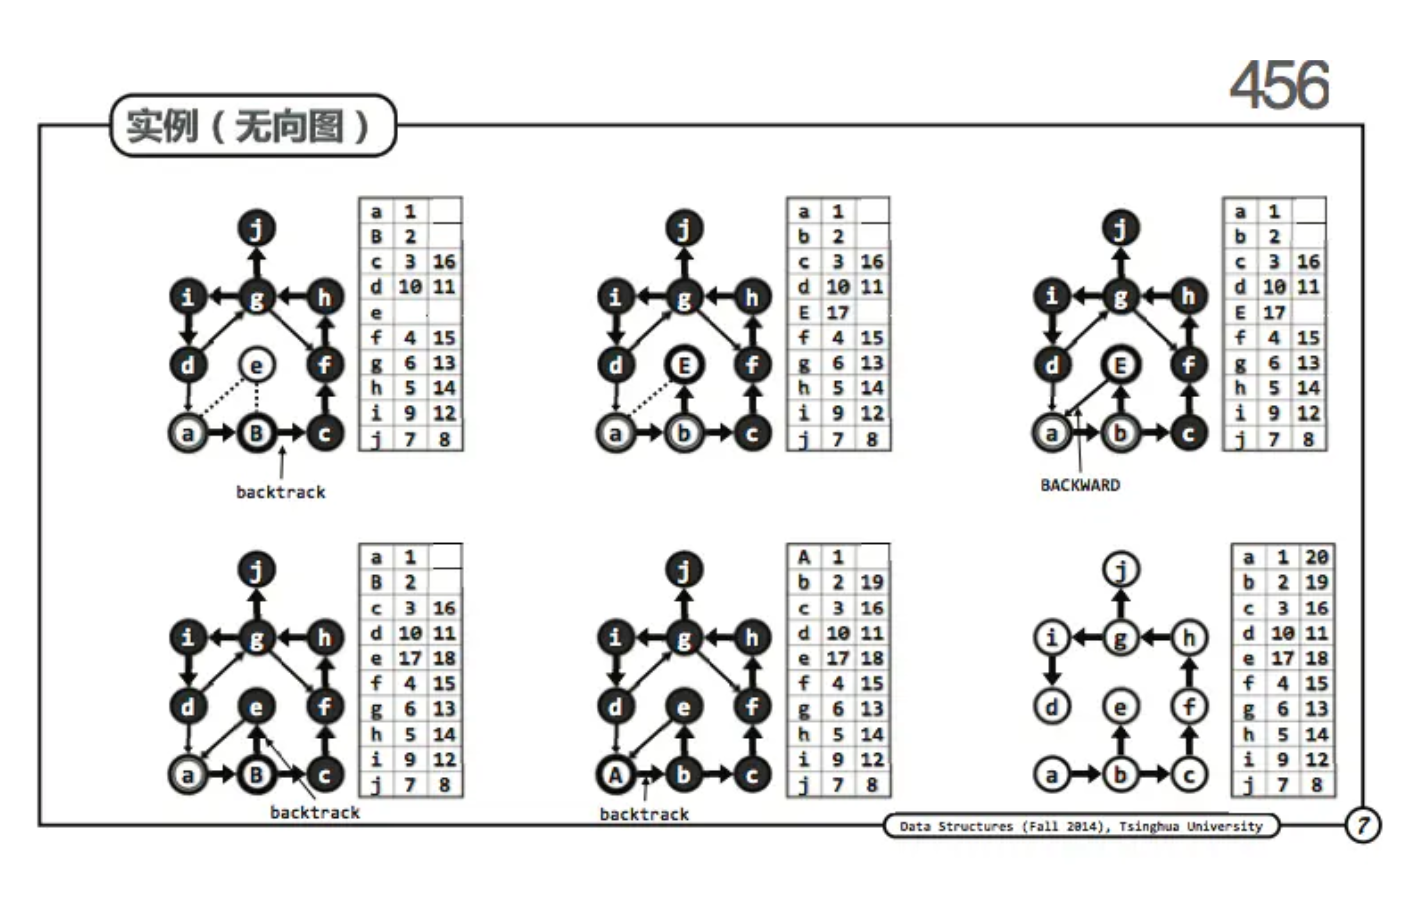 456
实例（无向图）
j
i g h
d e f
a B c
backtrack
a 1
B 2
c 3 16
d 10 11
e
f 4 15
g 6 13
h 5 14
i 9 12
j 7 8
j
i g h
d E f
a b c
a 1
b 2
c 3 16
d 10 11
E 17
f 4 15
g 6 13
h 5 14
i 9 12
j 7 8
j
i g h
d E f
a b c
BACKWARD
a 1
b 2
c 3 16
d 10 11
E 17
f 4 15
g 6 13
h 5 14
i 9 12
j 7 8
j
i g h
d e f
a B c
backtrack
a 1
B 2
c 3 16
d 10 11
e 17 18
f 4 15
g 6 13
h 5 14
i 9 12
j 7 8
j
i g h
d e f
A b c
backtrack
A 1
b 2 19
c 3 16
d 10 11
e 17 18
f 4 15
g 6 13
h 5 14
i 9 12
j 7 8
j
i g h
d e f
a b c
a 1 20
b 2 19
c 3 16
d 10 11
e 17 18
f 4 15
g 6 13
h 5 14
i 9 12
j 7 8
Data Structures (Fall 2014), Tsinghua University
7